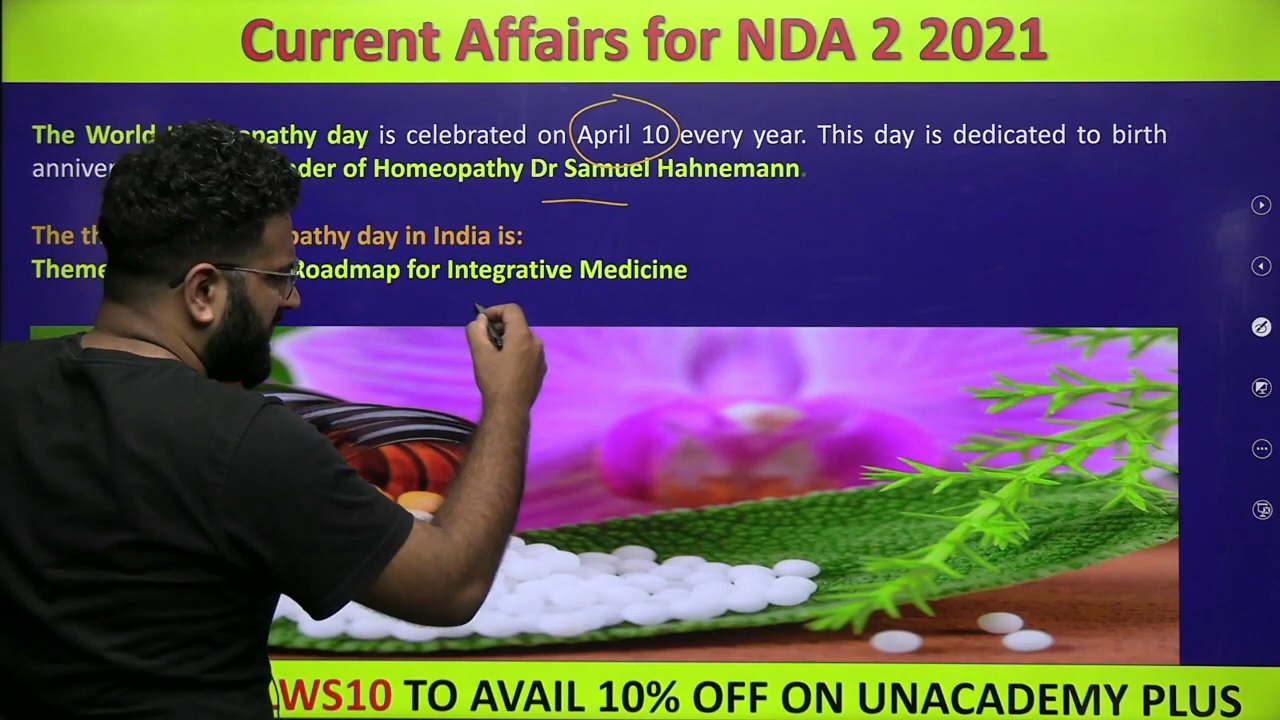 Current Affairs for NDA 2 2021
The World opathy day is celebrated on April 10 every year. This day is dedicated to birth
anniver der of Homeopathy Dr Samuel Hahnemann.
The th pathy day in India is:
Theme Roadmap for Integrative Medicine
WS10 TO AVAIL 10% OFF ON UNACADEMY PLUS